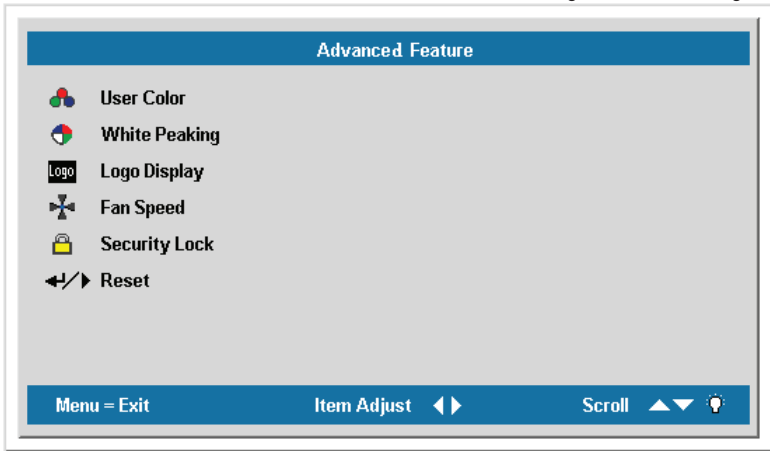 Advanced Feature
User Color
White Peaking
Logo Logo Display
Fan Speed
Security Lock
Reset
Menu = Exit Item Adjust Scroll